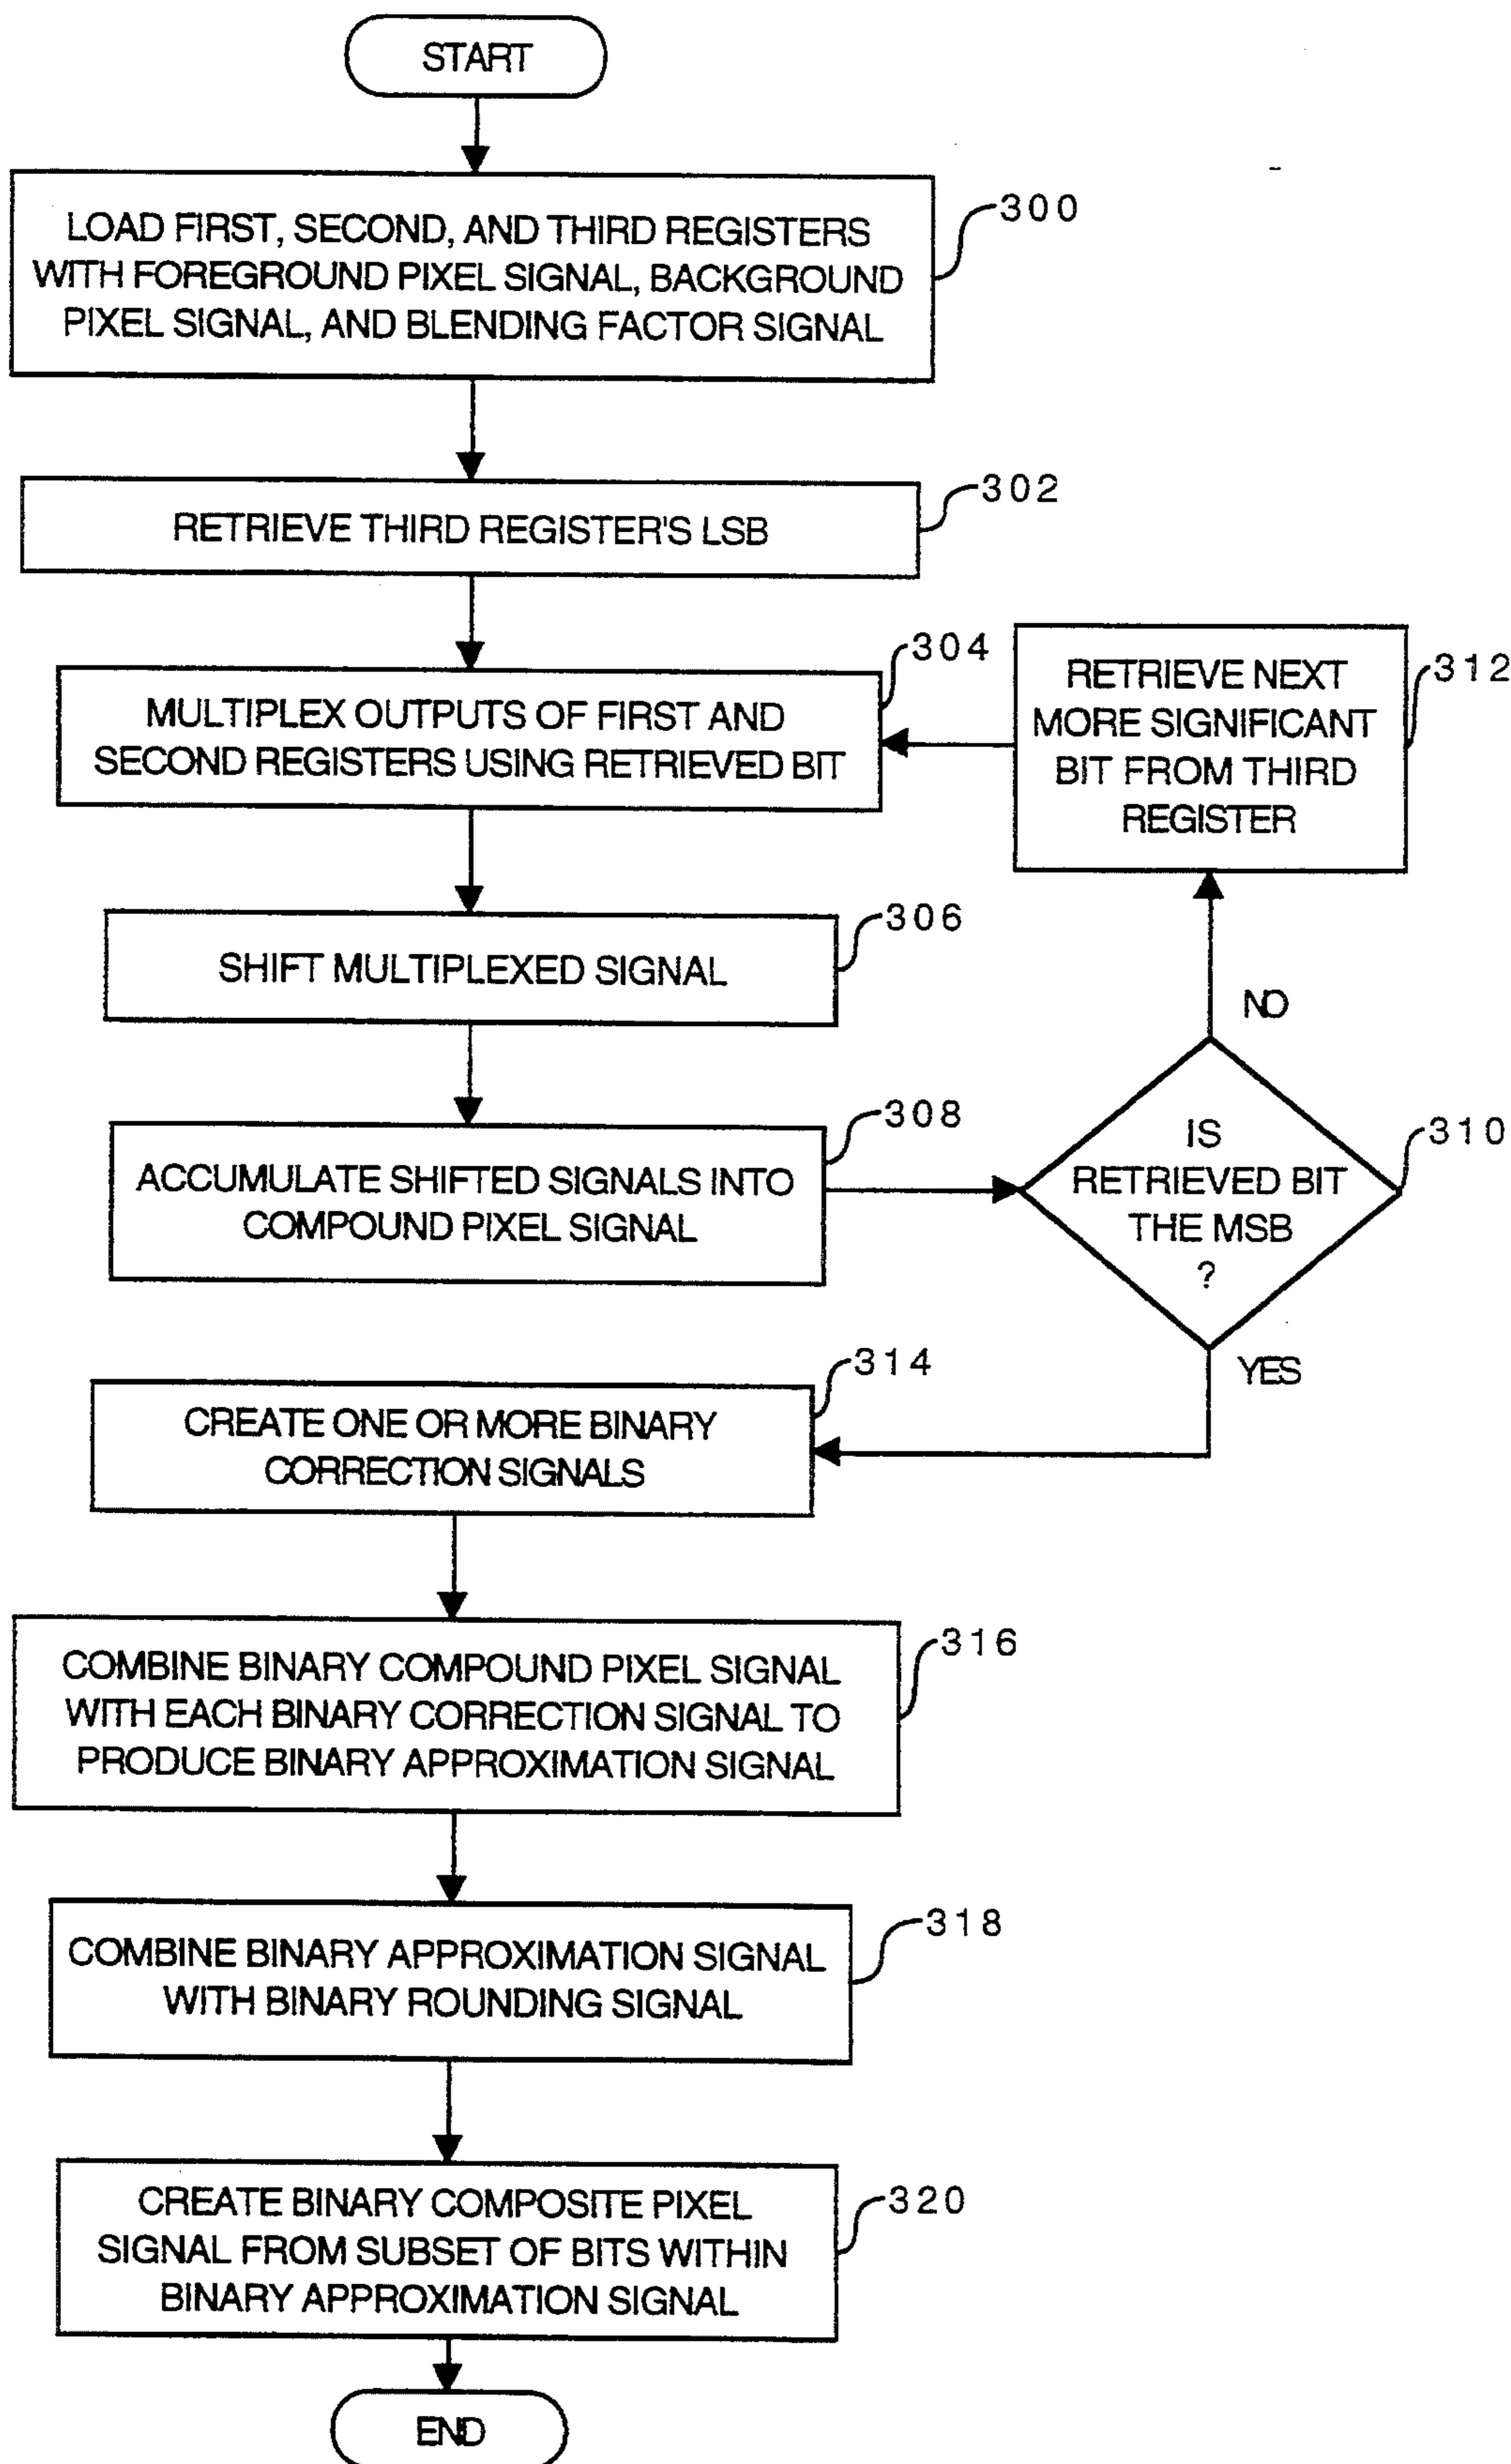 START
LOAD FIRST, SECOND, AND THIRD REGISTERS
WITH FOREGROUND PIXEL SIGNAL, BACKGROUND
PIXEL SIGNAL, AND BLENDING FACTOR SIGNAL
300
RETRIEVE THIRD REGISTER'S LSB
302
MULTIPLEX OUTPUTS OF FIRST AND
SECOND REGISTERS USING RETRIEVED BIT
304
RETRIEVE NEXT
MORE SIGNIFICANT
BIT FROM THIRD
REGISTER
312
SHIFT MULTIPLEXED SIGNAL
306
NO
ACCUMULATE SHIFTED SIGNALS INTO
COMPOUND PIXEL SIGNAL
308
IS
RETRIEVED BIT
THE MSB
?
310
YES
CREATE ONE OR MORE BINARY
CORRECTION SIGNALS
314
COMBINE BINARY COMPOUND PIXEL SIGNAL
WITH EACH BINARY CORRECTION SIGNAL TO
PRODUCE BINARY APPROXIMATION SIGNAL
316
COMBINE BINARY APPROXIMATION SIGNAL
WITH BINARY ROUNDING SIGNAL
318
CREATE BINARY COMPOSITE PIXEL
SIGNAL FROM SUBSET OF BITS WITHIN
BINARY APPROXIMATION SIGNAL
320
END